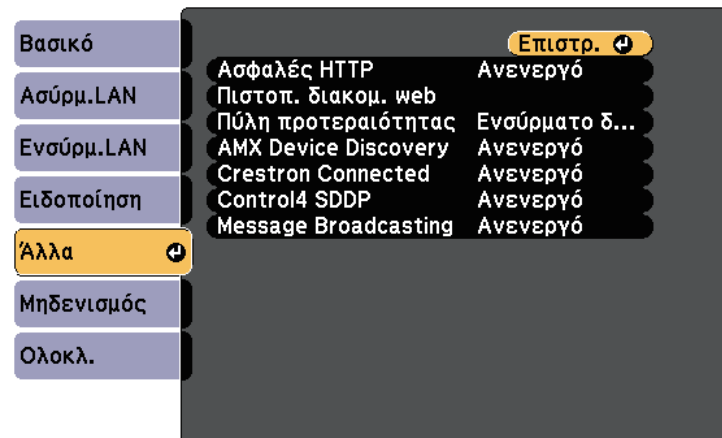 Βασικό
Ασύρμ.LAN
Ενσύρμ.LAN
Ειδοποίηση
Άλλα
Μηδενισμός
Ολοκλ.
Επιστρ.
Ασφαλές HTTP Ανενεργό
Πιστοπ. διακομ. web
Πύλη προτεραιότητας Ενσύρματο δ...
AMX Device Discovery Ανενεργό
Crestron Connected Ανενεργό
Control4 SDDP Ανενεργό
Message Broadcasting Ανενεργό